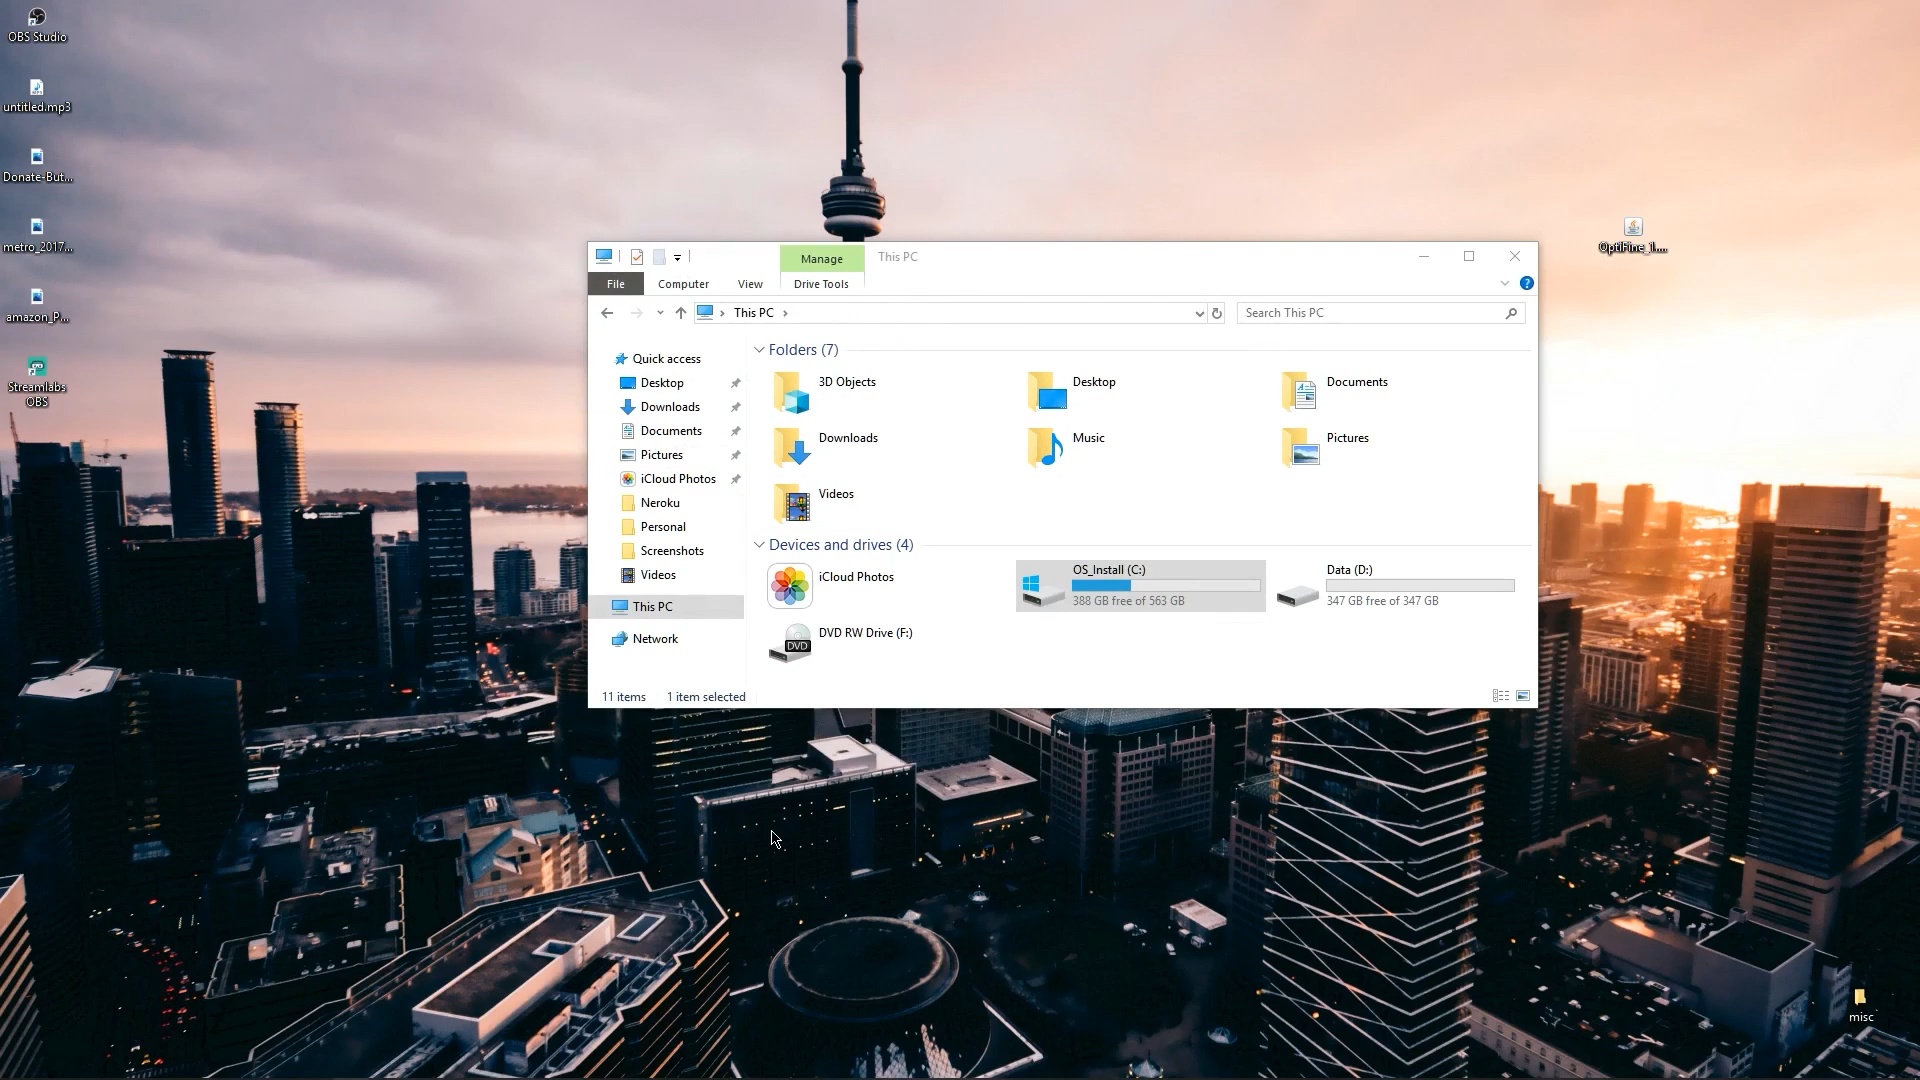 OBS Studio
untitled.mp3
Donate-But...
metro_2017...
amazon_P...
Streamlabs
OBS
OptiFine_1....
misc
Manage
This PC
File
Computer
View
Drive Tools
This PC
Search This PC
Quick access
Desktop
Downloads
Documents
Pictures
iCloud Photos
Neroku
Personal
Screenshots
Videos
This PC
Network
Folders (7)
3D Objects
Desktop
Documents
Downloads
Music
Pictures
Videos
Devices and drives (4)
iCloud Photos
OS_Install (C:)
388 GB free of 563 GB
Data (D:)
347 GB free of 347 GB
DVD
DVD RW Drive (F:)
11 items
1 item selected